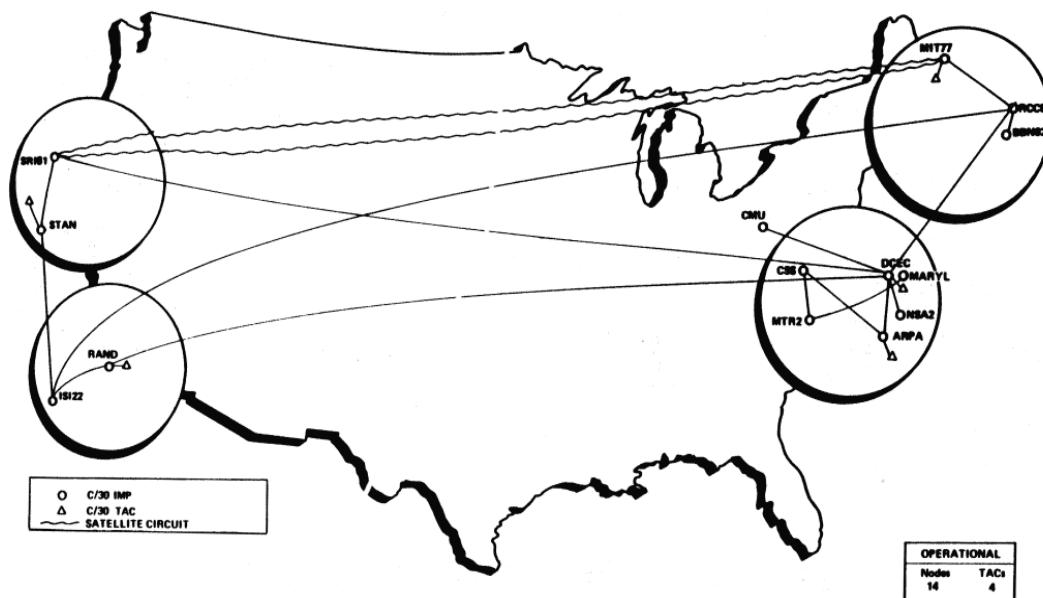 MIT77
RCC5
SRI51
STAN
CMU
DCEC
MARYL
CSS
MTR2
NSA2
ARPA
RAND
ISI22
C/30 IMP
C/30 TAC
SATELLITE CIRCUIT
OPERATIONAL
Nodes TACs
14 4